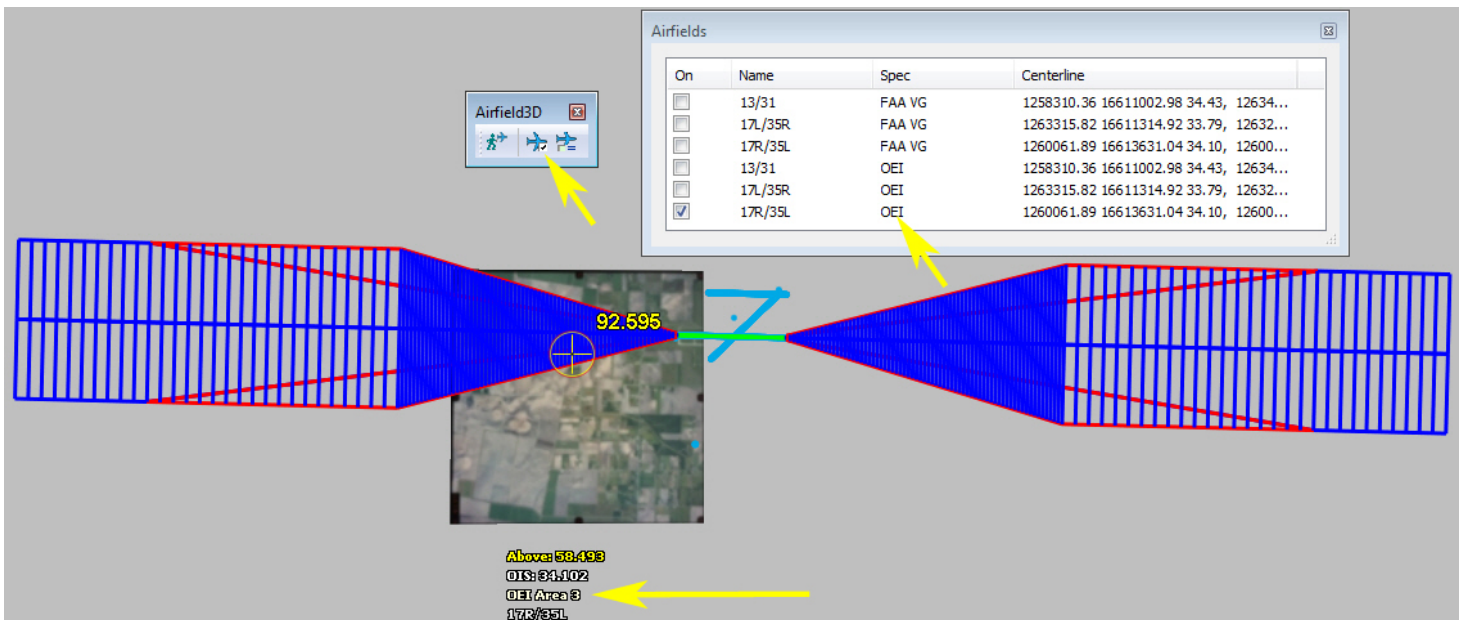 Airfields
On Name Spec Centerline
13/31 FAA VG 1258310.36 16611002.98 34.43, 12634...
17L/35R FAA VG 1263315.82 16611314.92 33.79, 12632...
17R/35L FAA VG 1260061.89 16613631.04 34.10, 12600...
13/31 OEI 1258310.36 16611002.98 34.43, 12634...
17L/35R OEI 1263315.82 16611314.92 33.79, 12632...
17R/35L OEI 1260061.89 16613631.04 34.10, 12600...
Airfield3D
92.595
Above: 58.493
OIS: 34.102
OEI Area 3
17R/35L